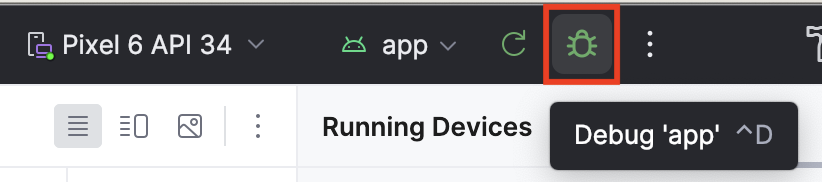 Pixel 6 API 34
app
Running Devices
Debug 'app' ^D